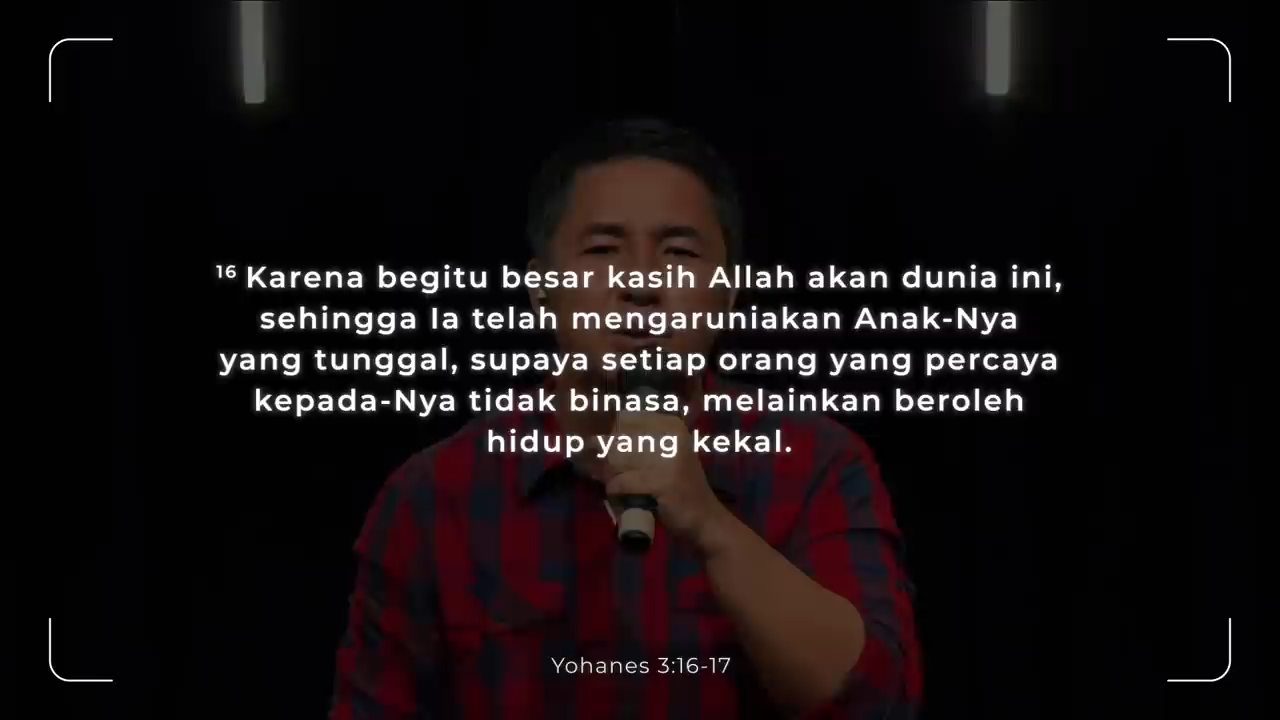 ¹⁶ Karena begitu besar kasih Allah akan dunia ini,
sehingga Ia telah mengaruniakan Anak-Nya
yang tunggal, supaya setiap orang yang percaya
kepada-Nya tidak binasa, melainkan beroleh
hidup yang kekal.
Yohanes 3:16-17